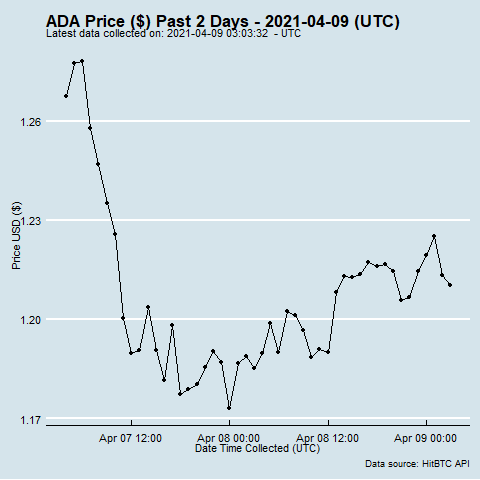 ADA Price ($) Past 2 Days - 2021-04-09 (UTC)
Latest data collected on: 2021-04-09 03:03:32 - UTC
Price USD ($)
1.26
1.23
1.20
1.17
Apr 07 12:00 Apr 08 00:00 Apr 08 12:00 Apr 09 00:00
Date Time Collected (UTC)
Data source: HitBTC API